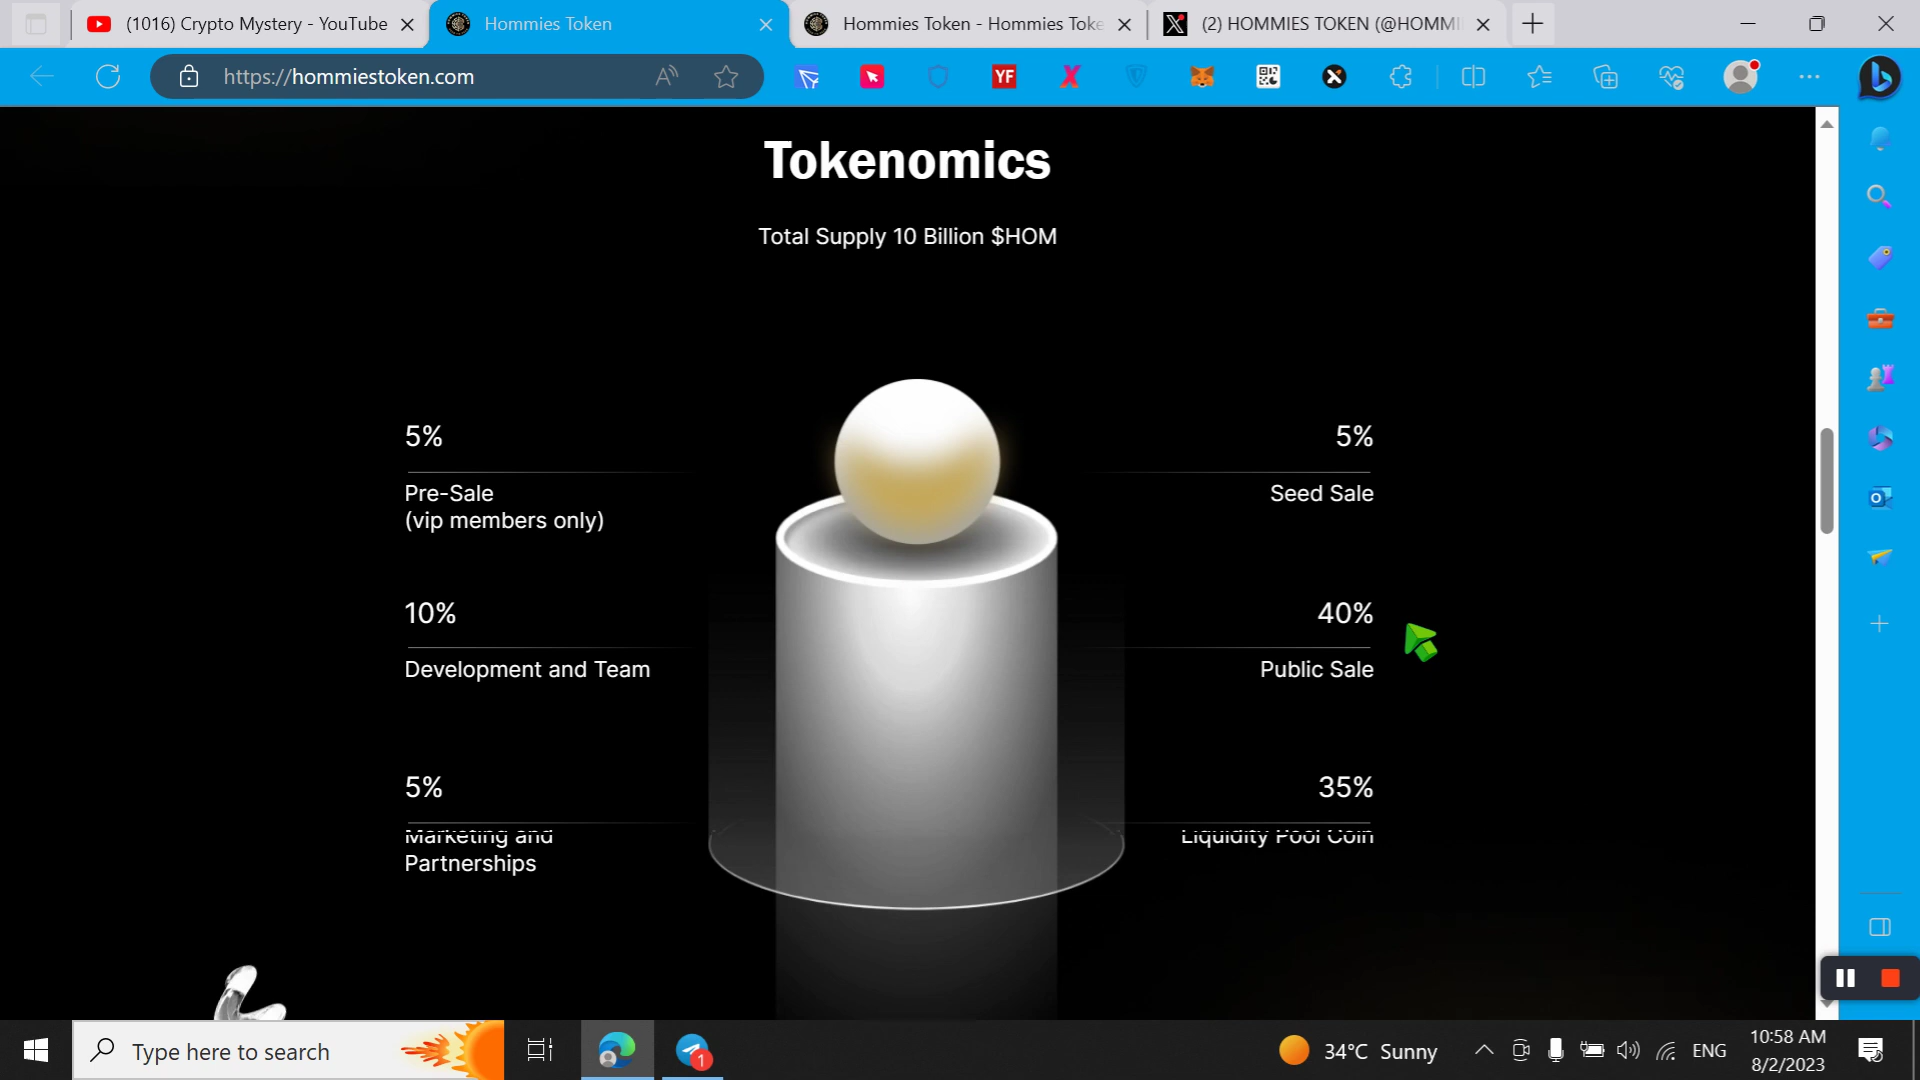 (1016) Crypto Mystery - YouTube
Hommies Token
Hommies Token - Hommies Toke
(2) HOMMIES TOKEN (@HOMMI
https://hommiestoken.com
YF
Tokenomics
Total Supply 10 Billion $HOM
5%
Pre-Sale
(vip members only)
5%
Seed Sale
10%
Development and Team
40%
Public Sale
5%
Marketing and
Partnerships
35%
Liquidity Pool Coin
Type here to search
1
34°C Sunny
ENG
10:58 AM
8/2/2023